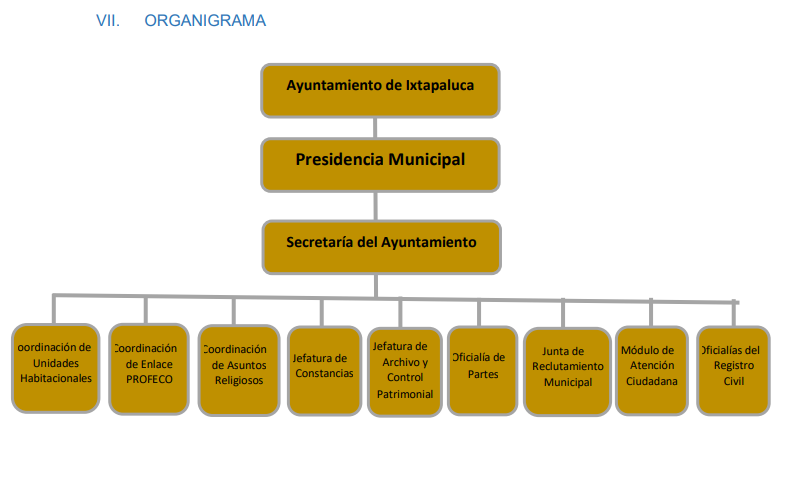 VII. ORGANIGRAMA
Ayuntamiento de Ixtapaluca
Presidencia Municipal
Secretaría del Ayuntamiento
oordinación de
Unidades
Habitacionales
Coordinación
de Enlace
PROFECO
Coordinación
de Asuntos
Religiosos
Jefatura de
Constancias
Jefatura de
Archivo y
Control
Patrimonial
Oficialía de
Partes
Junta de
Reclutamiento
Municipal
Módulo de
Atención
Ciudadana
Oficialías del
Registro
Civil